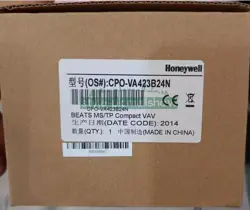 Honeywell
型号(OS#):CPO-VA423B24N
CPO-VA423B24N
BEATS MS/TP Compact VAV
生产日期(DATE CODE): 2014
数量(QTY.): 1 中国制造(MADE IN CHINA)